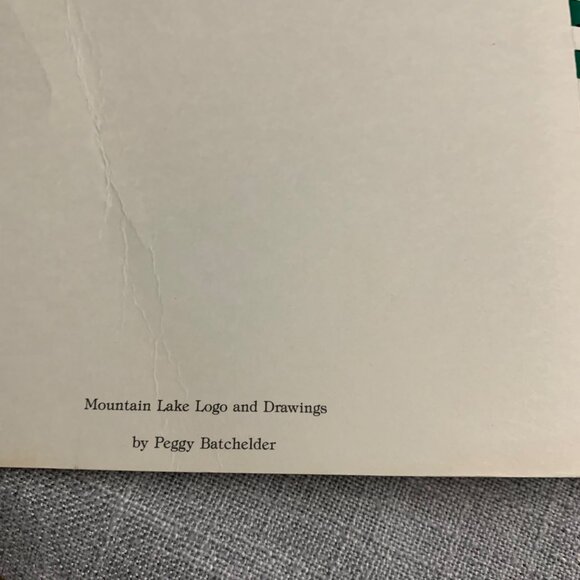 Mountain Lake Logo and Drawings
by Peggy Batchelder